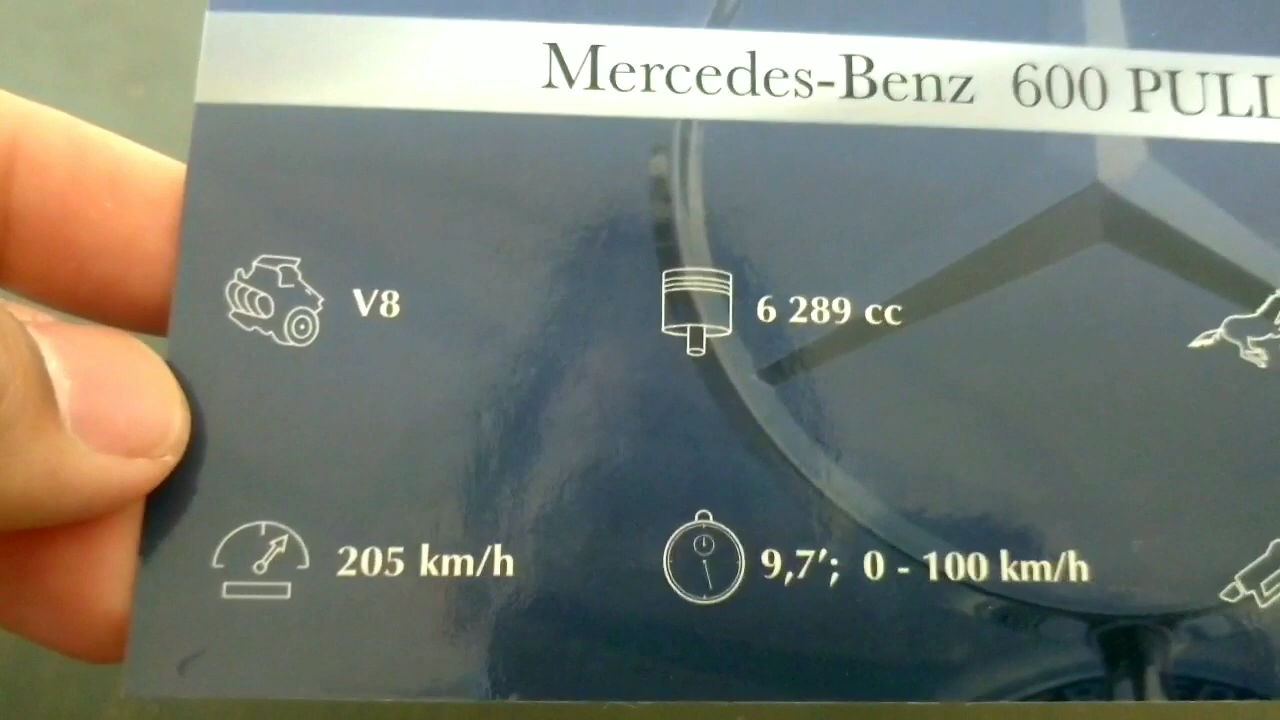 Mercedes-Benz 600 PULL
V8
6 289 cc
205 km/h
9,7′; 0 - 100 km/h